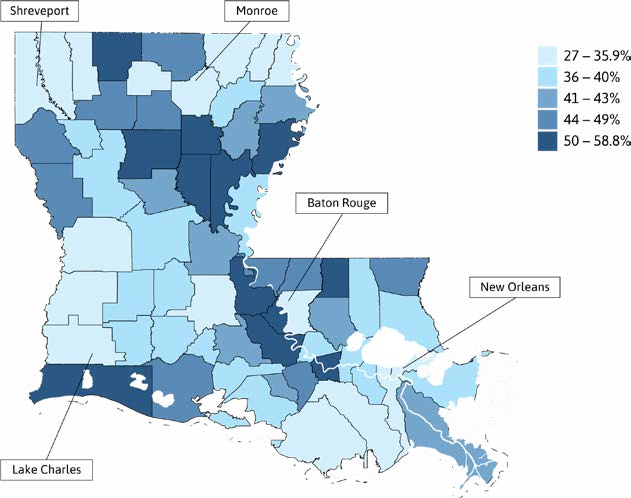 Shreveport
Monroe
27 – 35.9%
36 – 40%
41 – 43%
44 – 49%
50 – 58.8%
Baton Rouge
New Orleans
Lake Charles